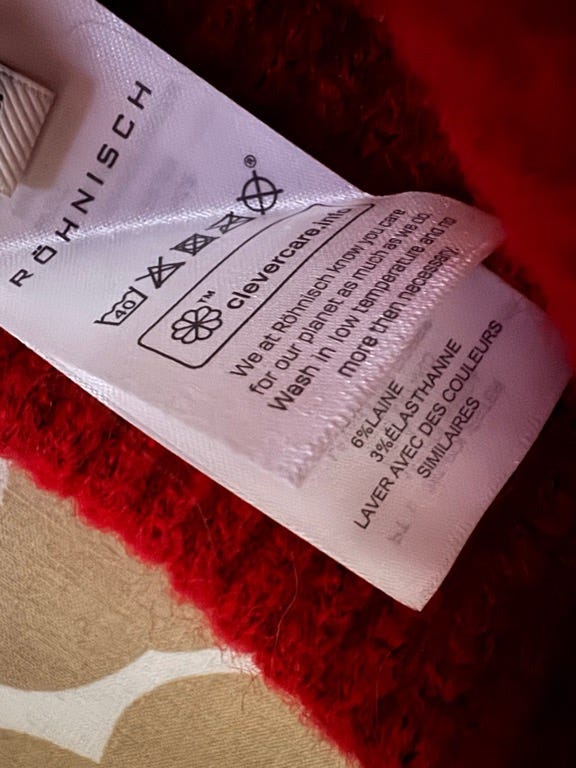 RÖHNISCH
40
®
™ clevercare.info
We at Röhnisch know you care
for our planet as much as we do.
Wash in low temperature and no
more then necessary.
6%LAINE
3%ÉLASTHANNE
LAVER AVEC DES COULEURS
SIMILAIRES